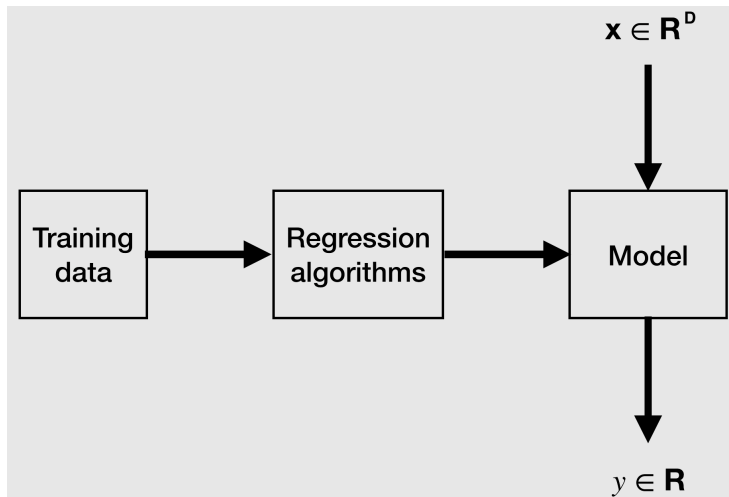 x ∈ R^D
Training
data
Regression
algorithms
Model
y ∈ R